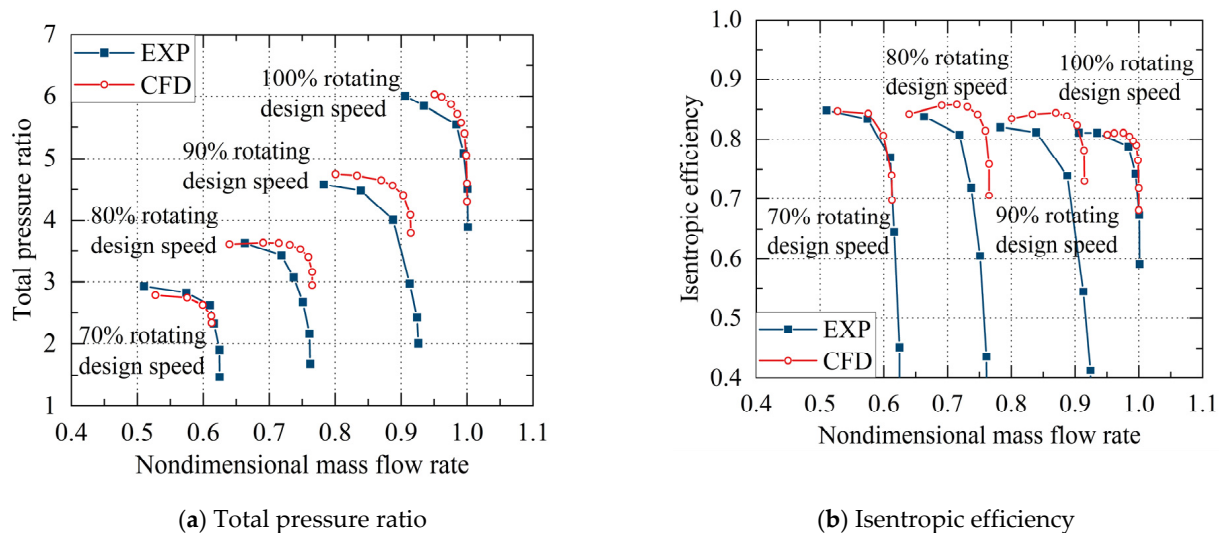 Total pressure ratio
7
6
5
4
3
2
1
EXP
CFD
100% rotating
design speed
90% rotating
design speed
80% rotating
design speed
70% rotating
design speed
0.4 0.5 0.6 0.7 0.8 0.9 1.0 1.1
Nondimensional mass flow rate
(a) Total pressure ratio
Isentropic efficiency
1.0
0.9
0.8
0.7
0.6
0.5
0.4
80% rotating
design speed
100% rotating
design speed
70% rotating
design speed
90% rotating
design speed
EXP
CFD
0.4 0.5 0.6 0.7 0.8 0.9 1.0 1.1
Nondimensional mass flow rate
(b) Isentropic efficiency